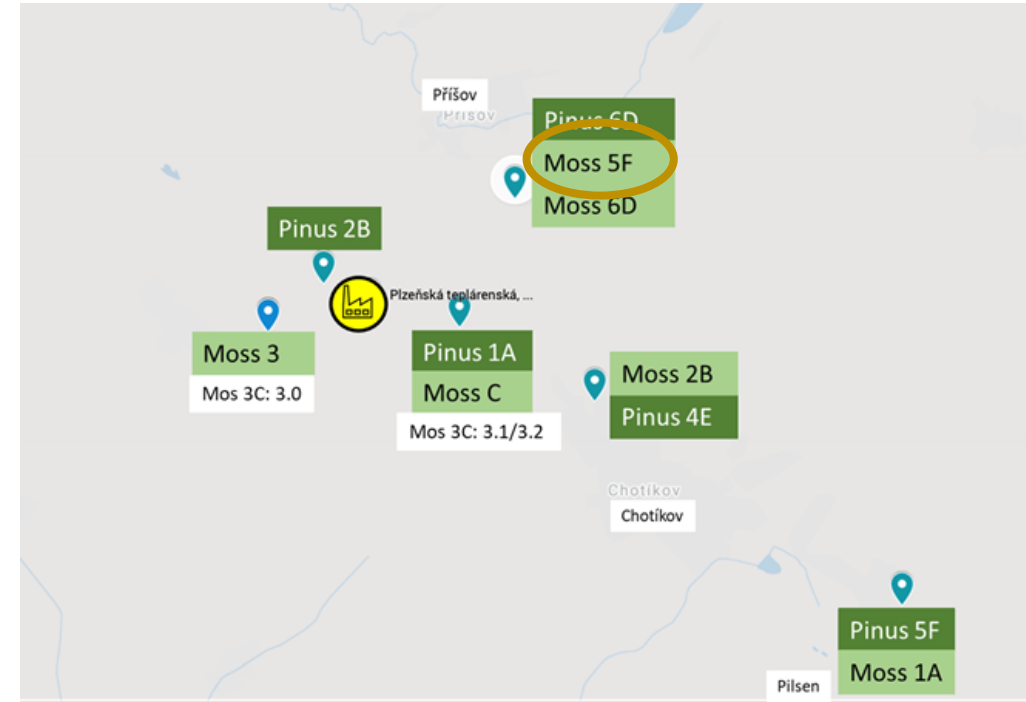 Příšov
Příšov
Pinus 6D
Moss 5F
Moss 6D
Pinus 2B
Plzeňská teplárenská, ...
Moss 3
Mos 3C: 3.0
Pinus 1A
Moss C
Mos 3C: 3.1/3.2
Moss 2B
Pinus 4E
Chotíkov
Chotíkov
Pinus 5F
Moss 1A
Pilsen